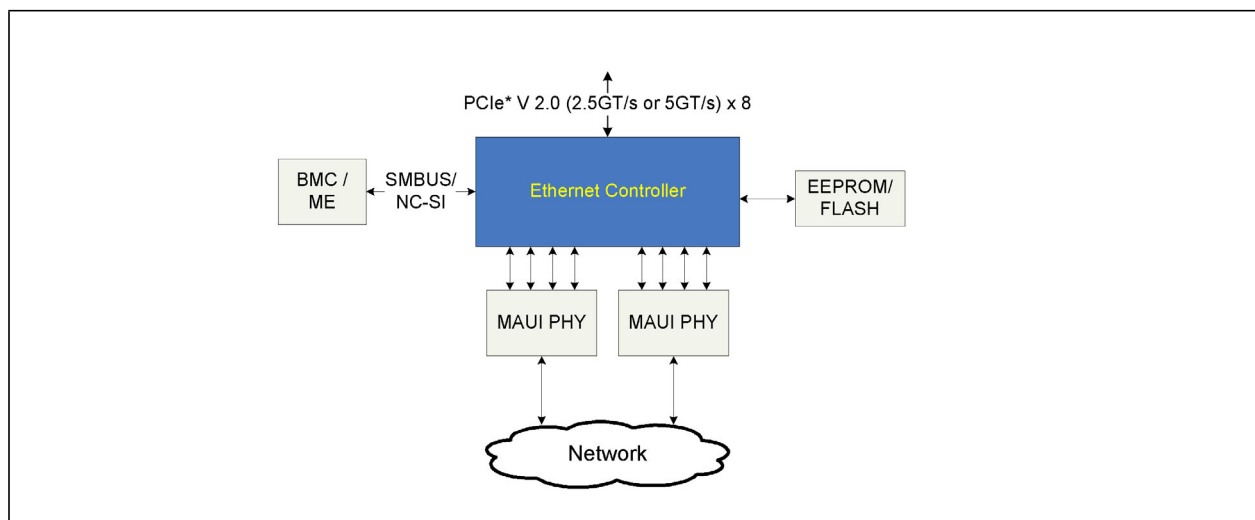 PCIe* V 2.0 (2.5GT/s or 5GT/s) x 8
BMC /
ME
SMBUS/
NC-SI
Ethernet Controller
EEPROM/
FLASH
MAUI PHY
MAUI PHY
Network